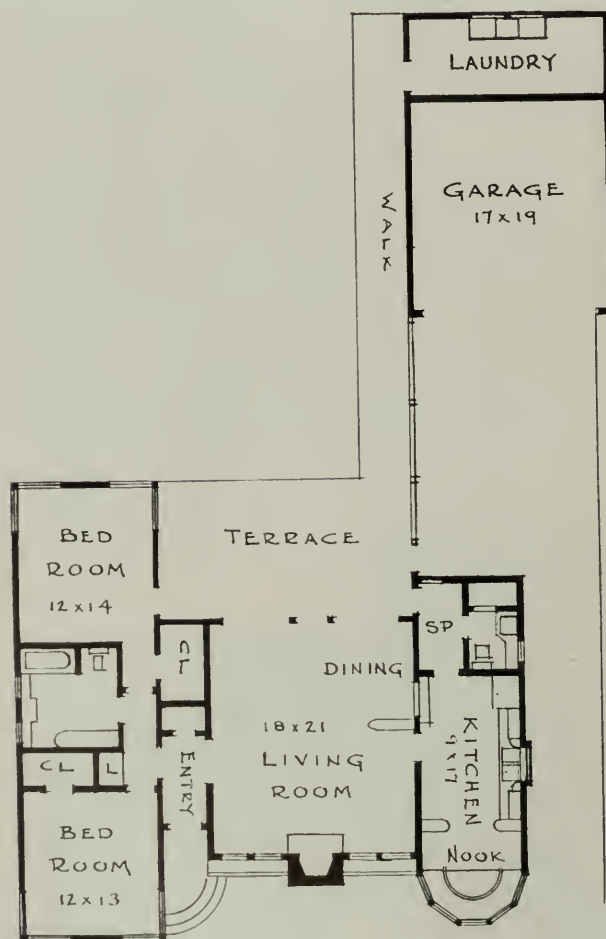 LAUNDRY
GARAGE
17 x 19
WALK
BED
ROOM
12 x 14
TERRACE
CL
SP
DINING
18 x 21
LIVING
ROOM
ENTRY
KITCHEN
9 x 17
CL
L
BED
ROOM
12 x 13
NOOK